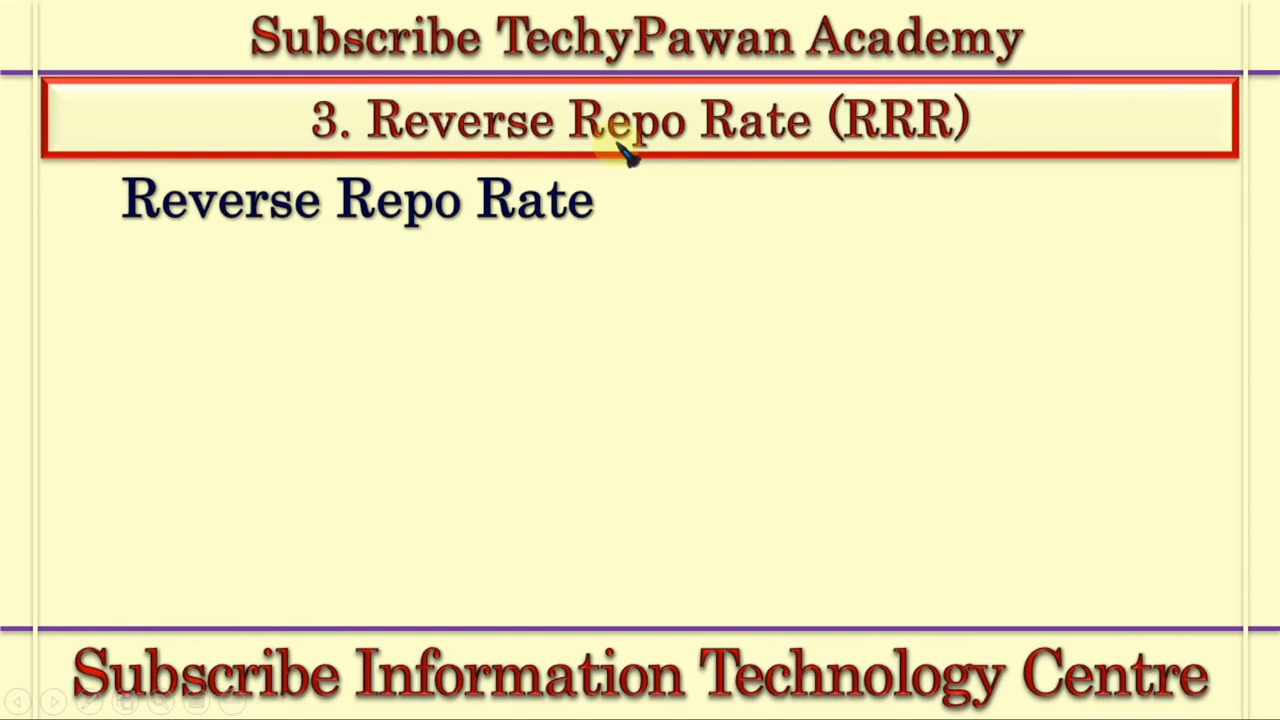 Subscribe TechyPawan Academy
3. Reverse Repo Rate (RRR)
Reverse Repo Rate
Subscribe Information Technology Centre